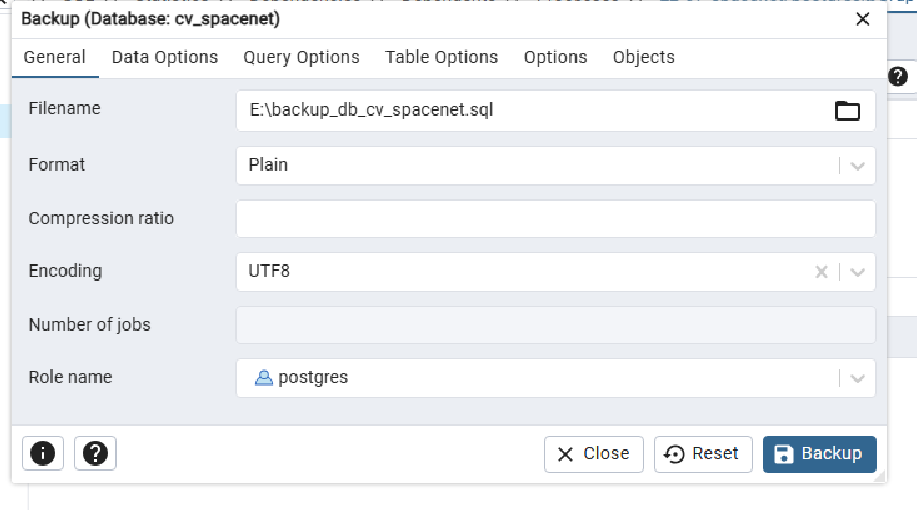 Backup (Database: cv_spacenet)
General Data Options Query Options Table Options Options Objects
Filename E:\backup_db_cv_spacenet.sql
Format Plain
Compression ratio
Encoding UTF8
Number of jobs
Role name postgres
Close Reset Backup